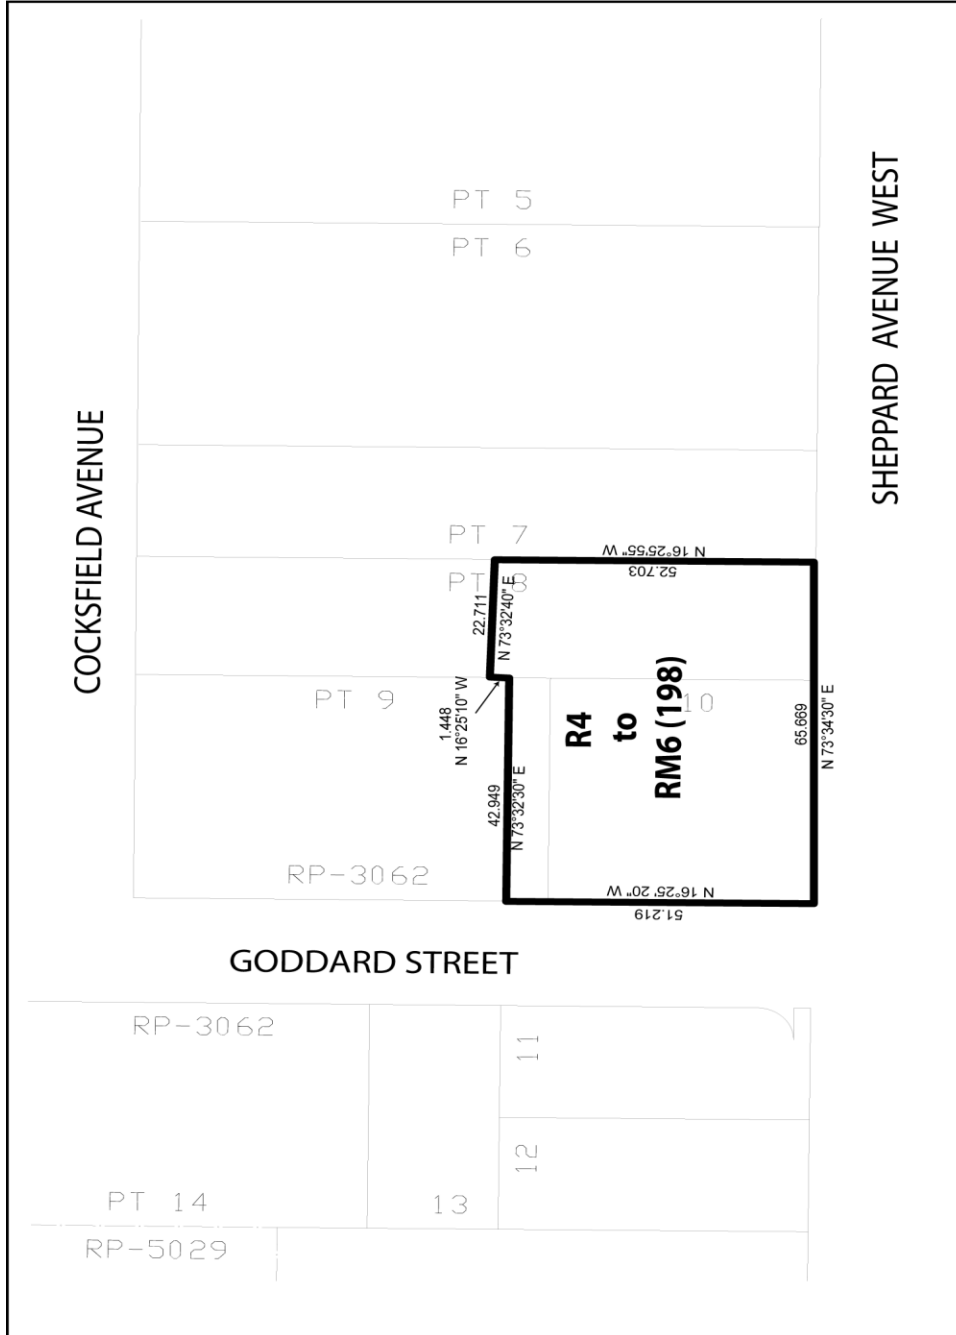 PT 5
PT 6
SHEPPARD AVENUE WEST
COCKSFIELD AVENUE
PT 7
N 16°25'55" W
52.703
PT 8
22.711
N 73°32'40" E
PT 9
1.448
N 16°25'10" W
R4
to
RM6 (198)
10
65.669
N 73°34'30" E
42.949
N 73°32'30" E
RP-3062
N 16°25' 20" W
51.219
GODDARD STREET
RP-3062
11
12
PT 14
13
RP-5029